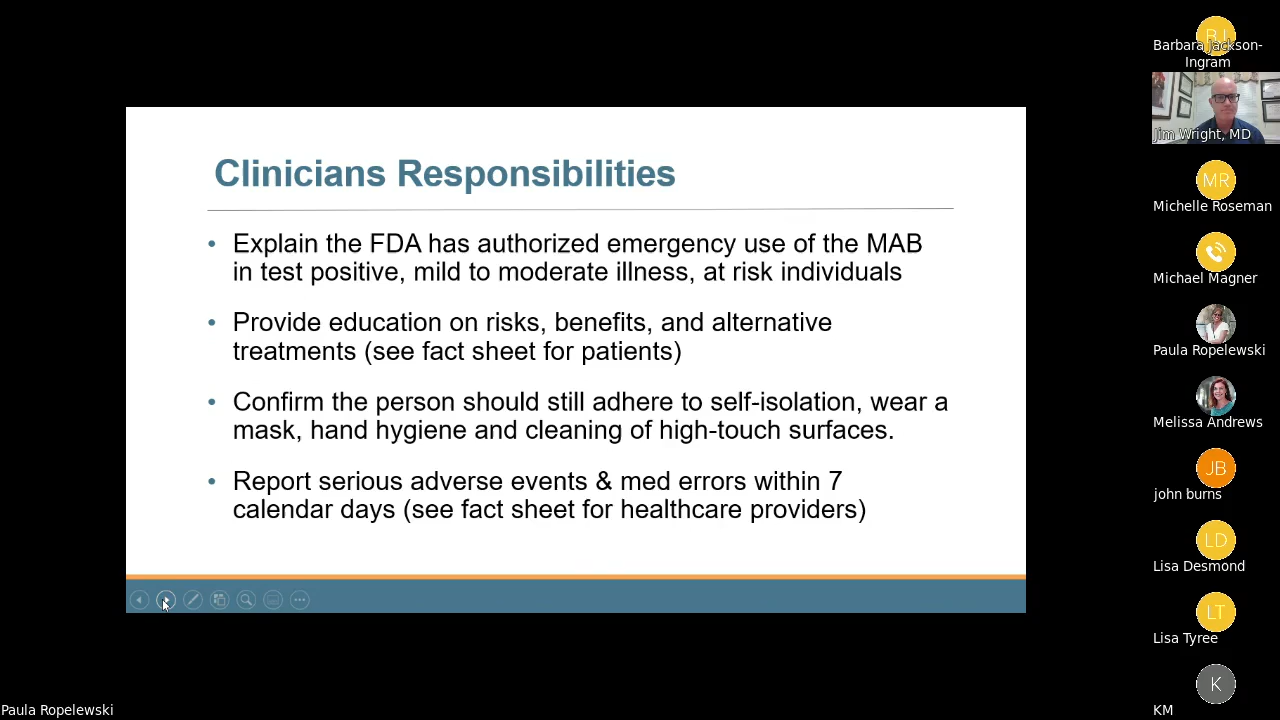 Clinicians Responsibilities
• Explain the FDA has authorized emergency use of the MAB
in test positive, mild to moderate illness, at risk individuals
• Provide education on risks, benefits, and alternative
treatments (see fact sheet for patients)
• Confirm the person should still adhere to self-isolation, wear a
mask, hand hygiene and cleaning of high-touch surfaces.
• Report serious adverse events & med errors within 7
calendar days (see fact sheet for healthcare providers)
BJ
Barbara Jackson-
Ingram
Jim Wright, MD
MR
Michelle Roseman
Michael Magner
Paula Ropelewski
Melissa Andrews
JB
john burns
LD
Lisa Desmond
LT
Lisa Tyree
K
KM
Paula Ropelewski